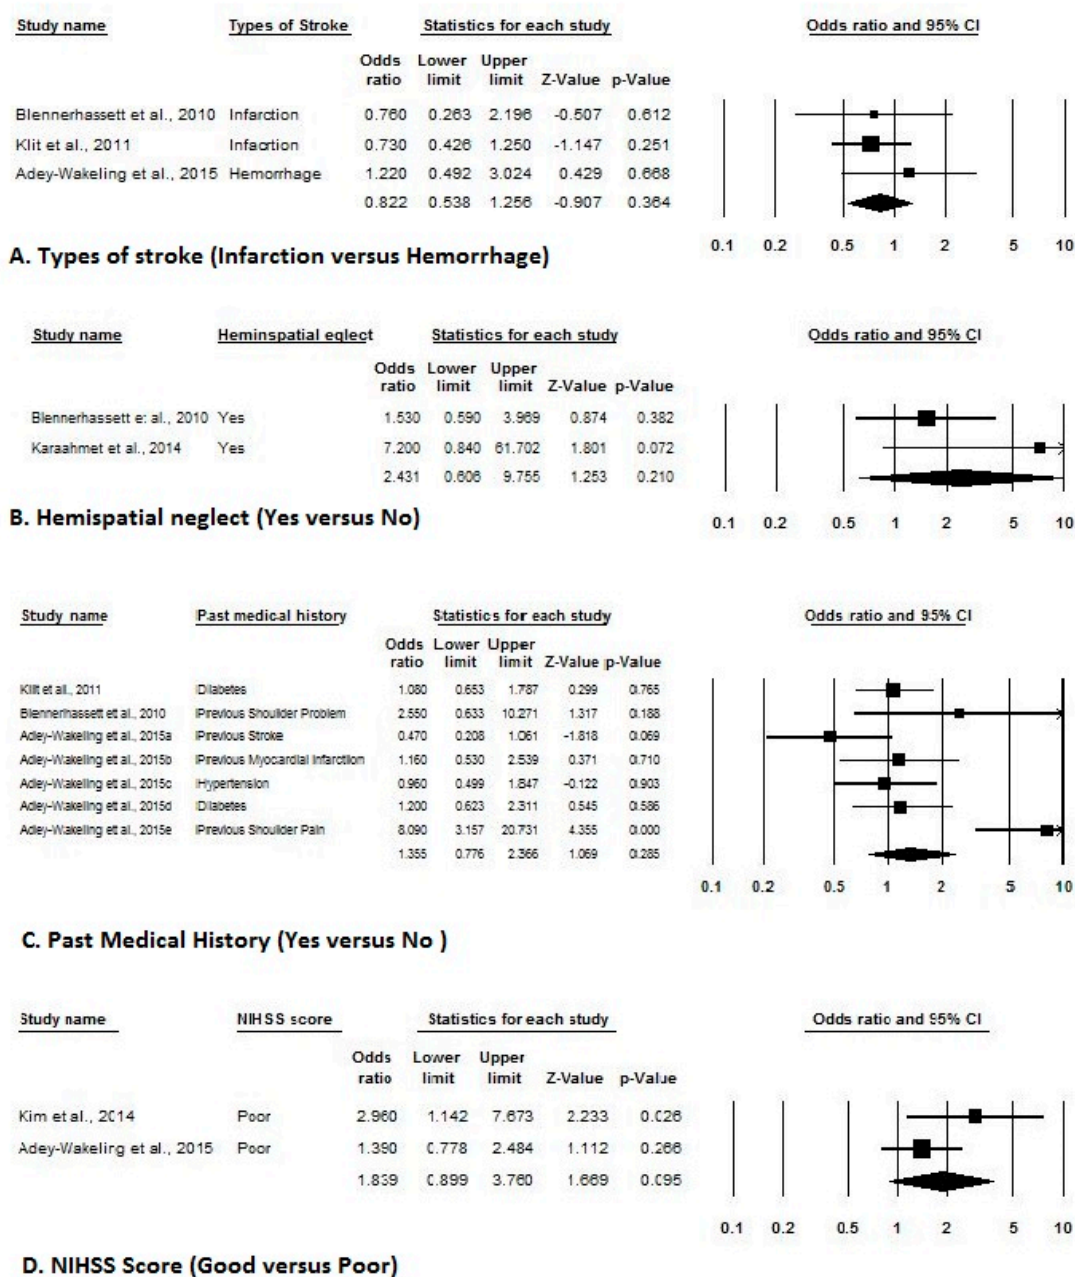 Study name Types of Stroke Statistics for each study Odds ratio and 95% CI
Odds Lower Upper
ratio limit limit Z-Value p-Value
Blennerhassett et al., 2010 Infarction 0.760 0.263 2.196 -0.507 0.612
Klit et al., 2011 Infaction 0.730 0.426 1.250 -1.147 0.251
Adey-Wakeling et al., 2015 Hemorrhage 1.220 0.492 3.024 0.429 0.668
0.822 0.538 1.256 -0.907 0.364
0.1 0.2 0.5 1 2 5 10
A. Types of stroke (Infarction versus Hemorrhage)
Study name Heminspatial eglect Statistics for each study Odds ratio and 95% CI
Odds Lower Upper
ratio limit limit Z-Value p-Value
Blennerhassett et al., 2010 Yes 1.530 0.590 3.969 0.874 0.382
Karaahmet et al., 2014 Yes 7.200 0.840 61.702 1.801 0.072
2.431 0.606 9.755 1.253 0.210
0.1 0.2 0.5 1 2 5 10
B. Hemispatial neglect (Yes versus No)
Study name Past medical history Statistics for each study Odds ratio and 95% CI
Odds Lower Upper
ratio limit limit Z-Value p-Value
Klit et al., 2011 Diabetes 1.080 0.653 1.787 0.299 0.765
Blennerhassett et al., 2010 Previous Shoulder Problem 2.550 0.633 10.271 1.317 0.188
Adey-Wakeling et al., 2015a Previous Stroke 0.470 0.208 1.061 -1.818 0.069
Adey-Wakeling et al., 2015b Previous Myocardial Infarction 1.160 0.530 2.539 0.371 0.710
Adey-Wakeling et al., 2015c Hypertension 0.960 0.499 1.847 -0.122 0.903
Adey-Wakeling et al., 2015d Diabetes 1.200 0.623 2.311 0.545 0.586
Adey-Wakeling et al., 2015e Previous Shoulder Pain 8.090 3.157 20.731 4.355 0.000
1.355 0.776 2.366 1.069 0.285
0.1 0.2 0.5 1 2 5 10
C. Past Medical History (Yes versus No )
Study name NIHSS score Statistics for each study Odds ratio and 95% CI
Odds Lower Upper
ratio limit limit Z-Value p-Value
Kim et al., 2014 Poor 2.960 1.142 7.673 2.233 0.026
Adey-Wakeling et al., 2015 Poor 1.390 0.778 2.484 1.112 0.266
1.839 0.899 3.760 1.669 0.095
0.1 0.2 0.5 1 2 5 10
D. NIHSS Score (Good versus Poor)